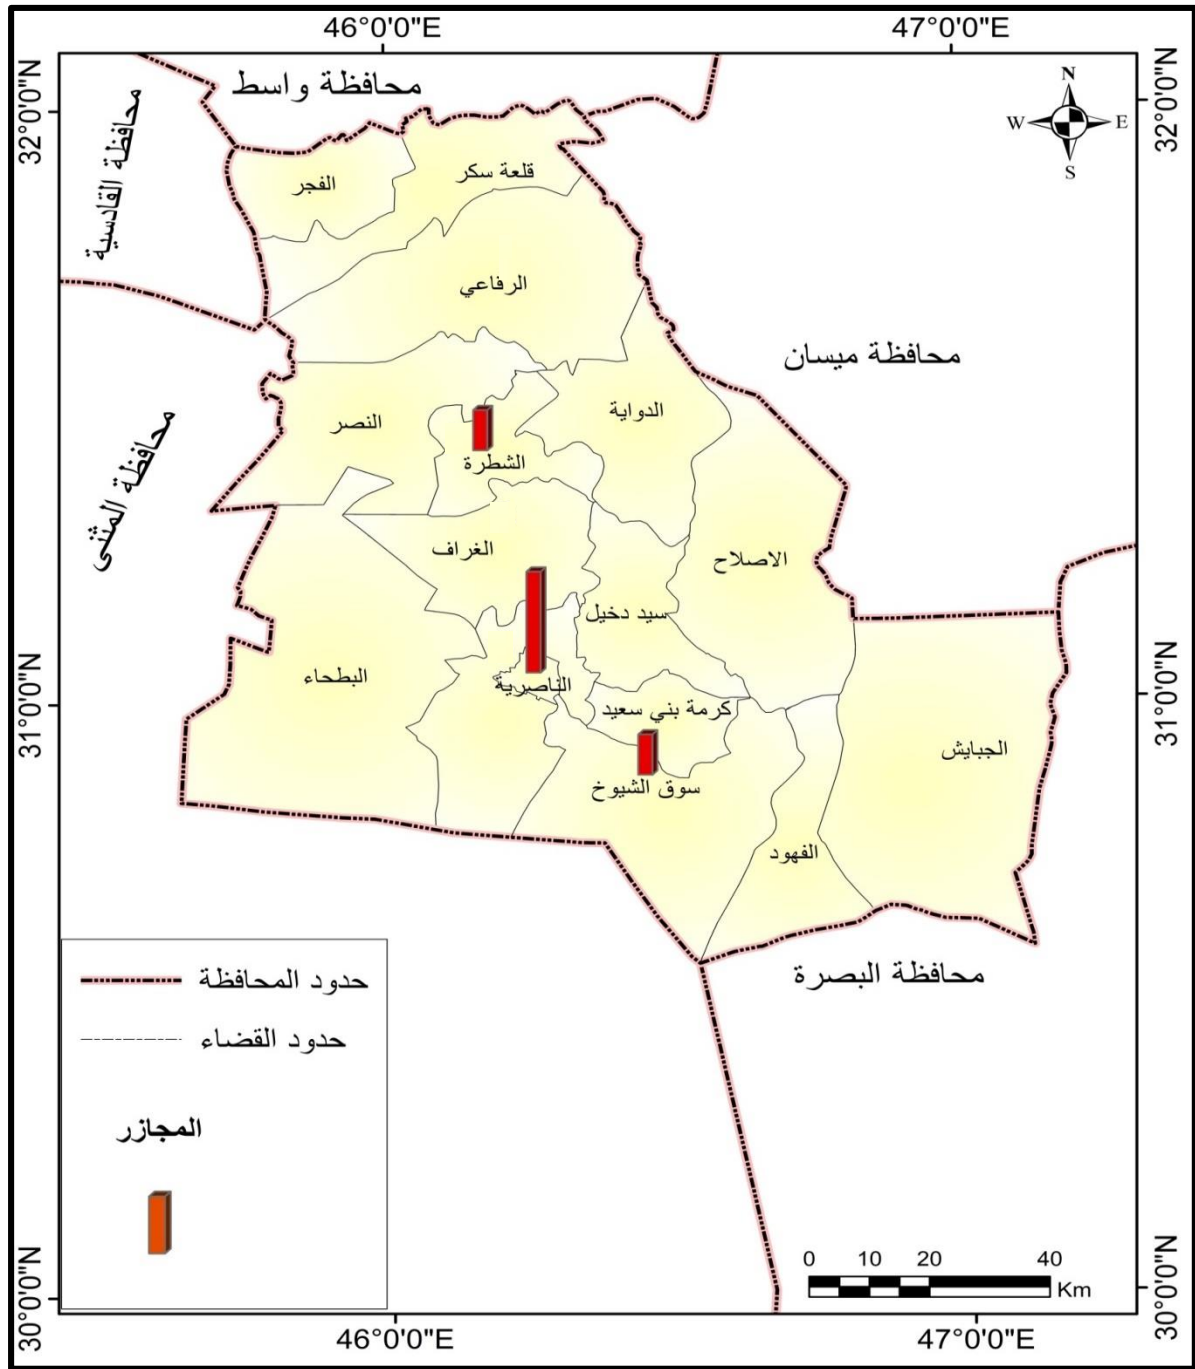 46°0'0"E
47°0'0"E
32°0'0"N
32°0'0"N
محافظة واسط
N
W
E
S
محافظة القادسية
الفجر
قلعة سكر
الرفاعي
محافظة ميسان
محافظة المثنى
النصر
الدواية
الشطرة
الغراف
الاصلاح
سيد دخيل
البطحاء
الناصرية
31°0'0"N
31°0'0"N
كرمة بني سعيد
الجبايش
سوق الشيوخ
الفهود
محافظة البصرة
حدود المحافظة
حدود القضاء
المجازر
0 10 20 40
Km
30°0'0"N
30°0'0"N
46°0'0"E
47°0'0"E